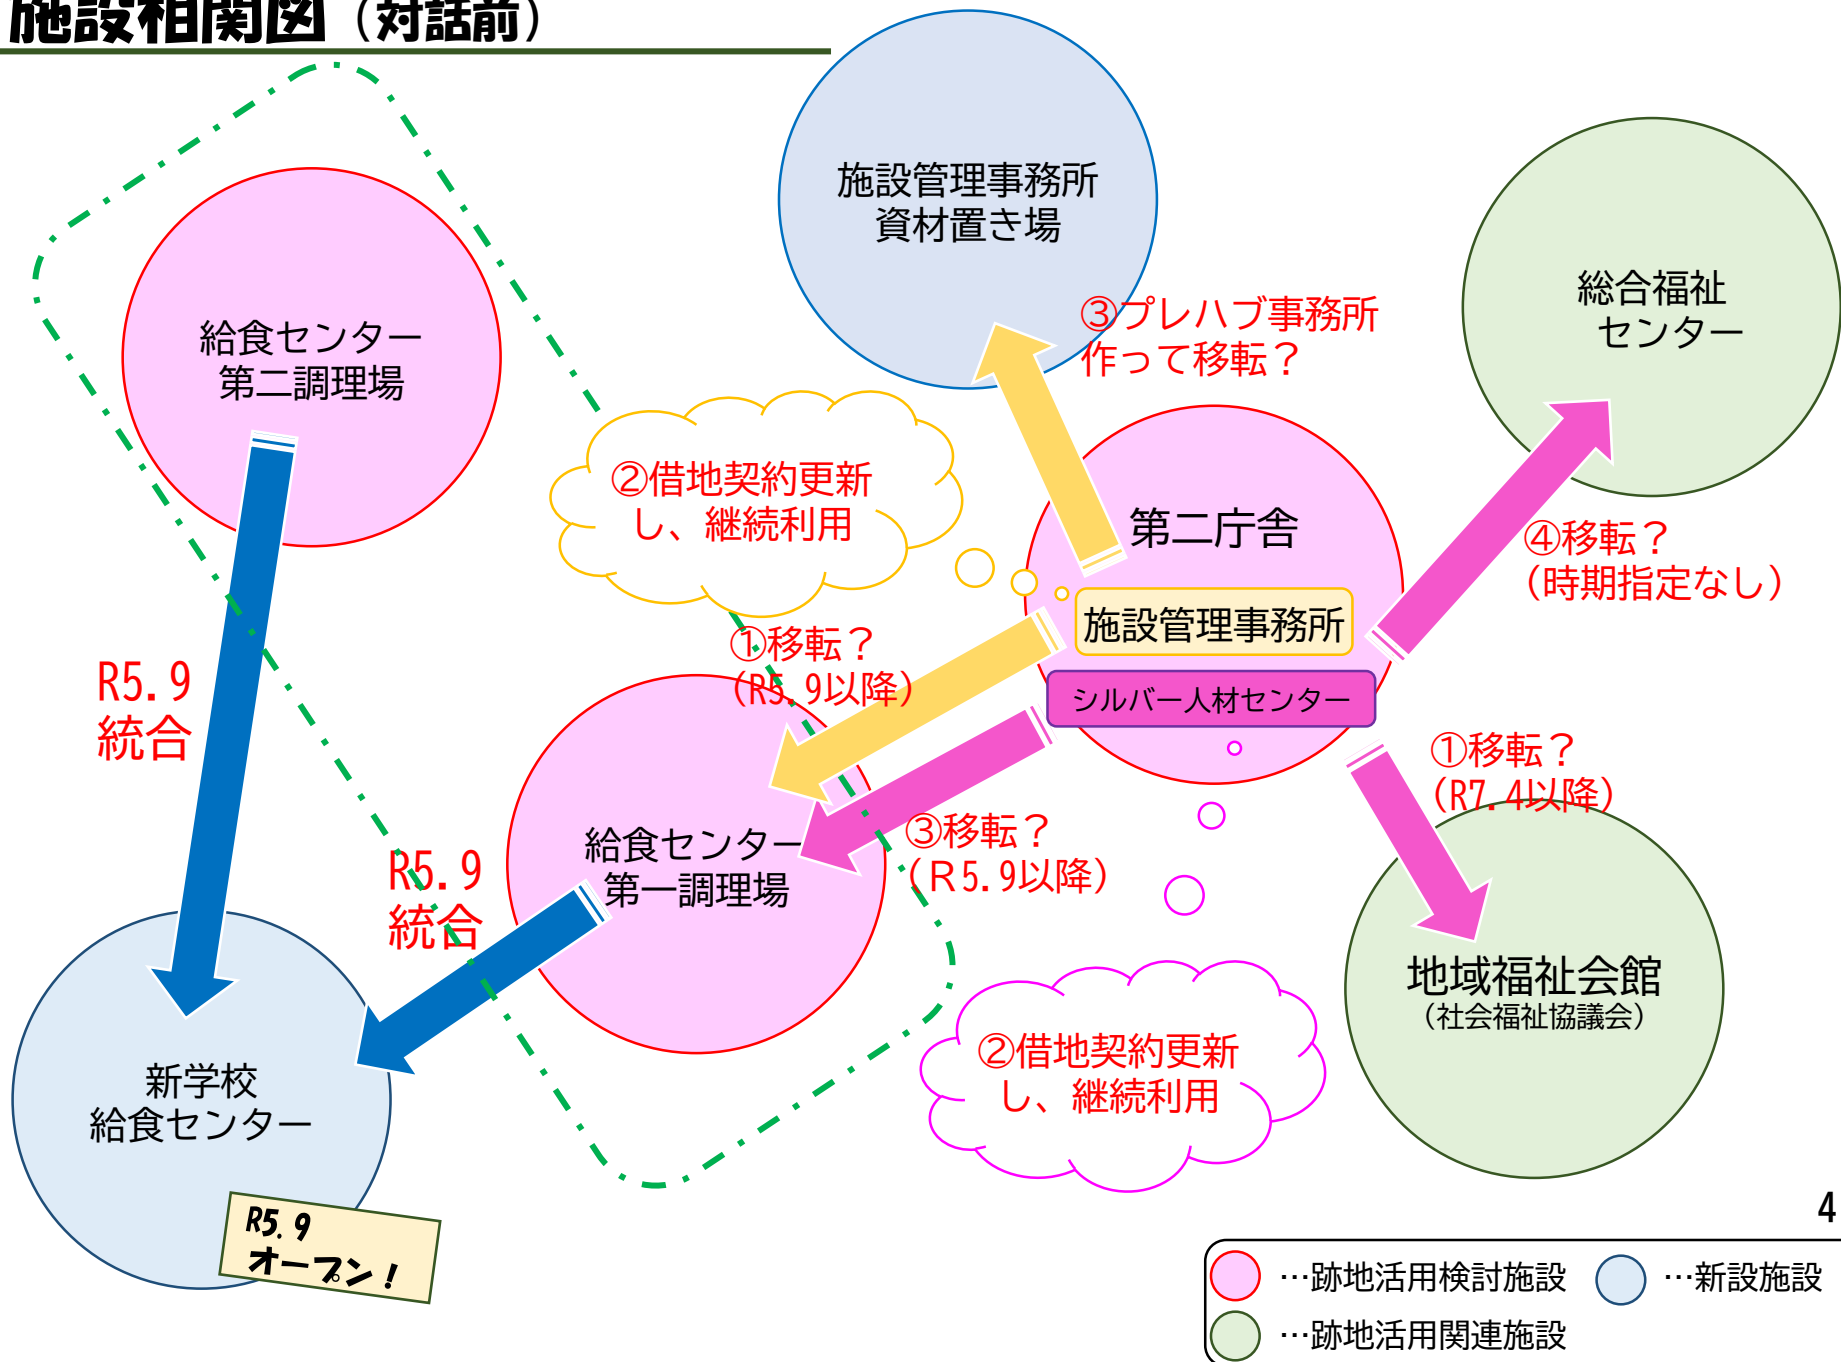 施設相関図（対話前）
施設管理事務所
資材置き場
総合福祉
センター
③プレハブ事務所
作って移転？
給食センター
第二調理場
②借地契約更新
し、継続利用
第二庁舎
④移転？
（時期指定なし）
施設管理事務所
①移転？
（R5.9以降）
シルバー人材センター
R5.9
統合
①移転？
（R7.4以降）
③移転？
（Ｒ5.9以降）
給食センター
第一調理場
R5.9
統合
地域福祉会館
（社会福祉協議会）
②借地契約更新
し、継続利用
新学校
給食センター
R5.9
オープン！
4
…跡地活用検討施設
…新設施設
…跡地活用関連施設